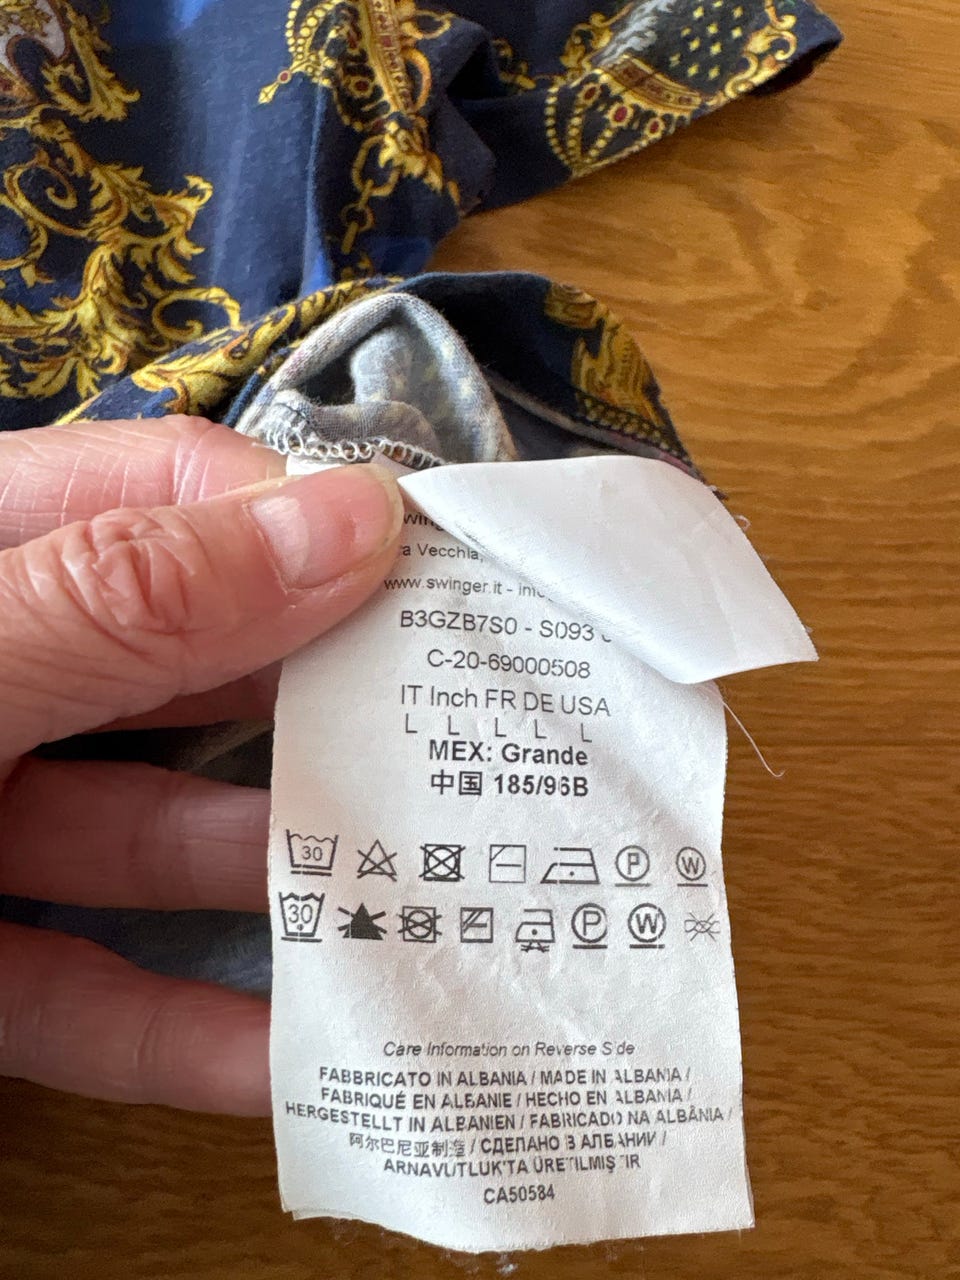 www.swinger.it -
B3GZB7S0 - S093
C-20-69000508
IT Inch FR DE USA
L L L L L
MEX: Grande
中国 185/96B
30 P W
30 P W
Care Information on Reverse Side
FABBRICATO IN ALBANIA / MADE IN ALBANIA /
FABRIQUÉ EN ALBANIE / HECHO EN ALBANIA /
HERGESTELLT IN ALBANIEN / FABRICADO NA ALBÂNIA /
阿尔巴尼亚制造 / СДЕЛАНО В АЛБАНИИ /
ARNAVUTLUK'TA ÜRETILMIŞTIR
CA50584